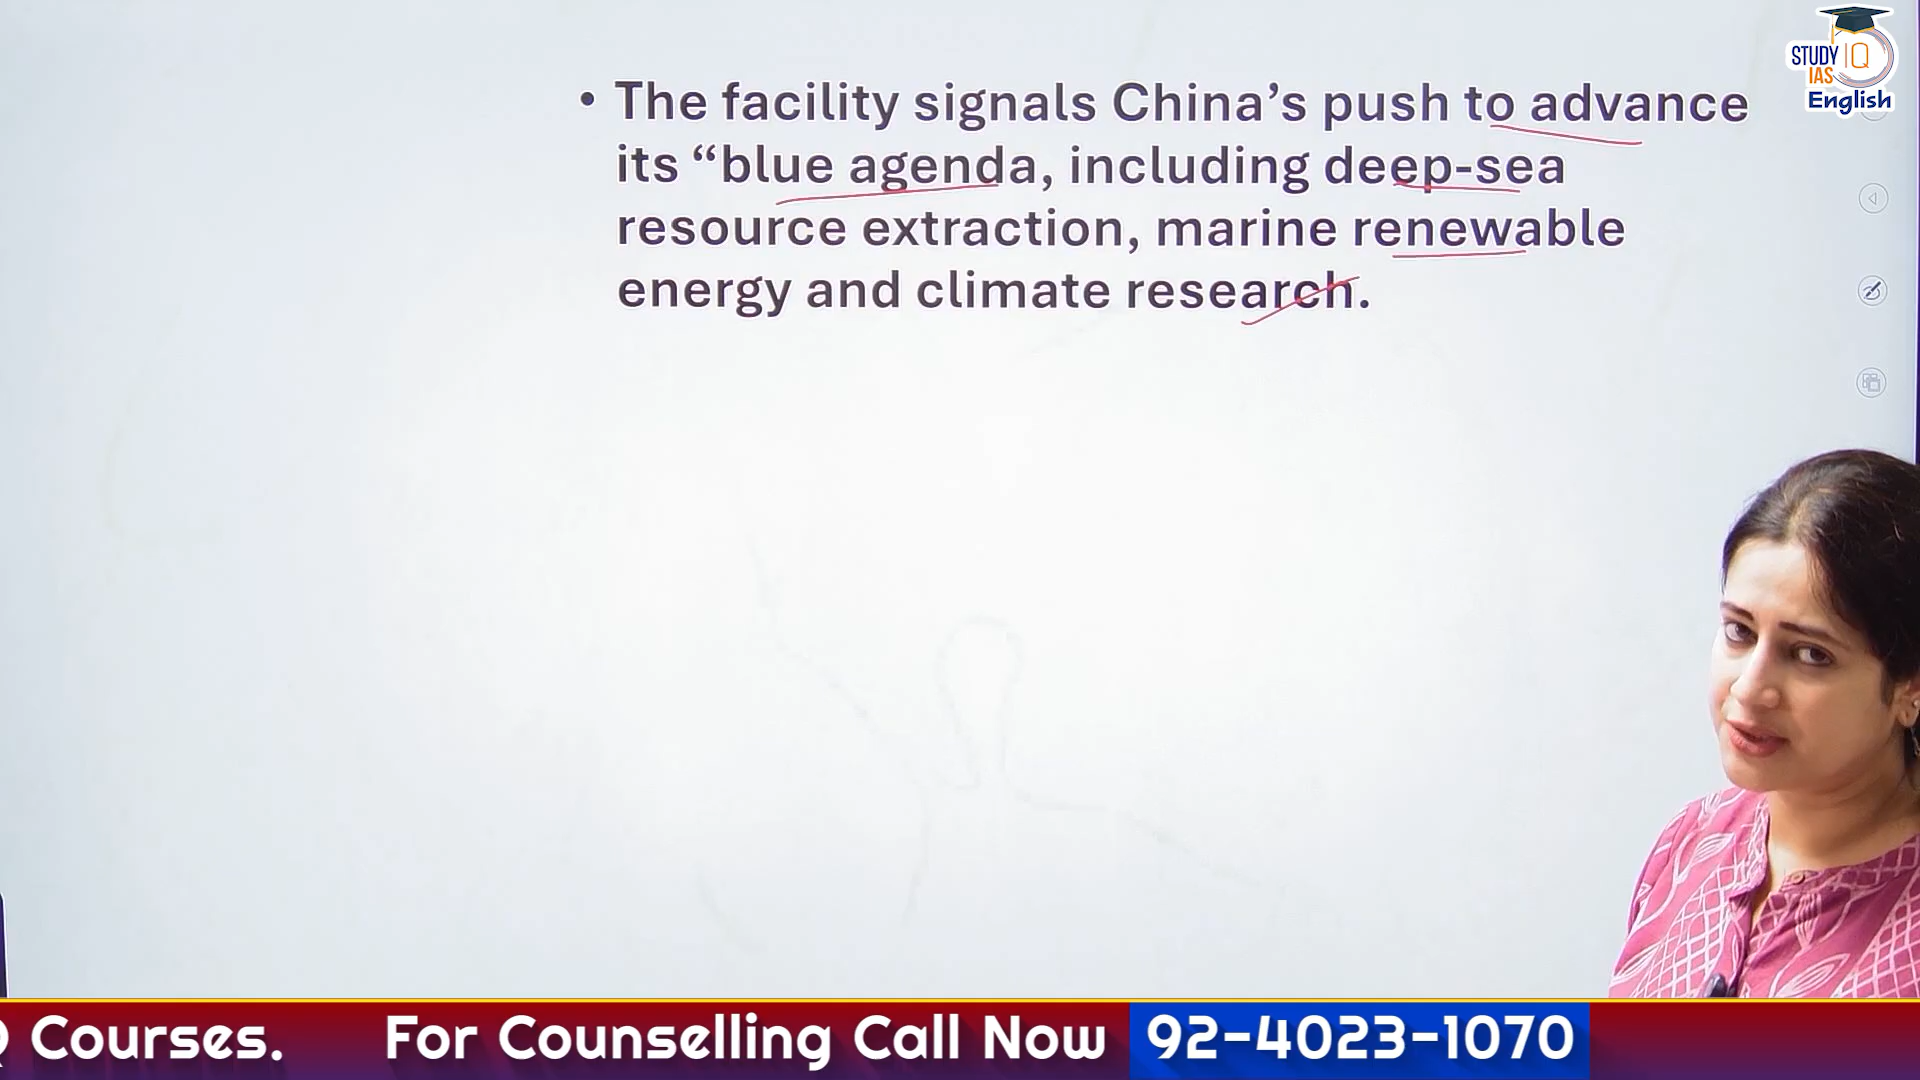 STUDY IQ
IAS
English
• The facility signals China’s push to advance
its “blue agenda, including deep-sea
resource extraction, marine renewable
energy and climate research.
Courses. For Counselling Call Now 92-4023-1070